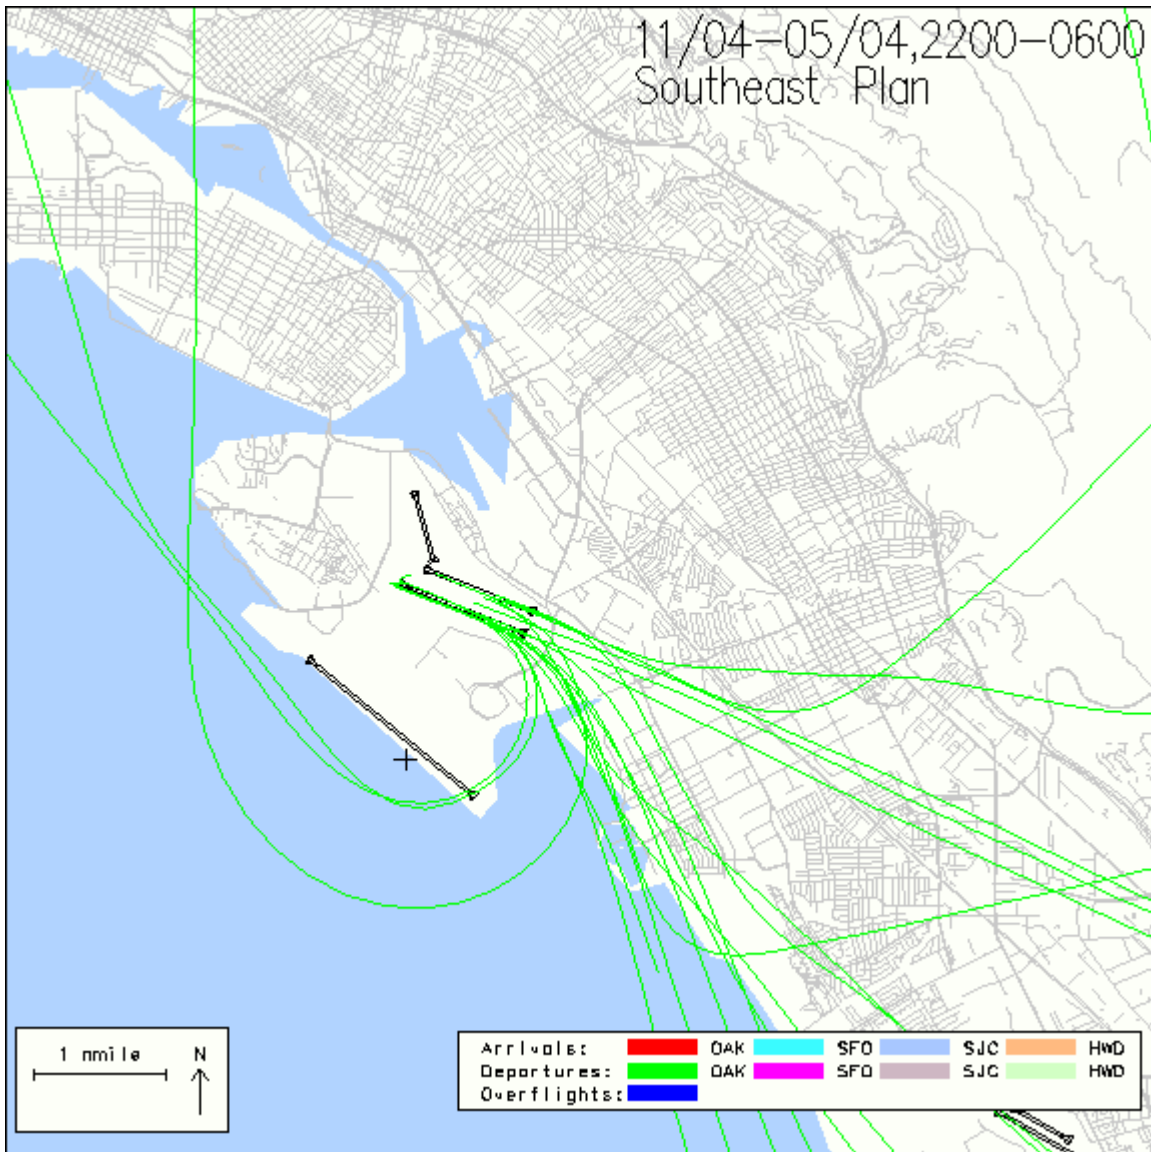 11/04-05/04,2200-0600
Southeast Plan
1 nmile N
Arrivals: OAK SFO SJC HWD
Departures: OAK SFO SJC HWD
Overflights: